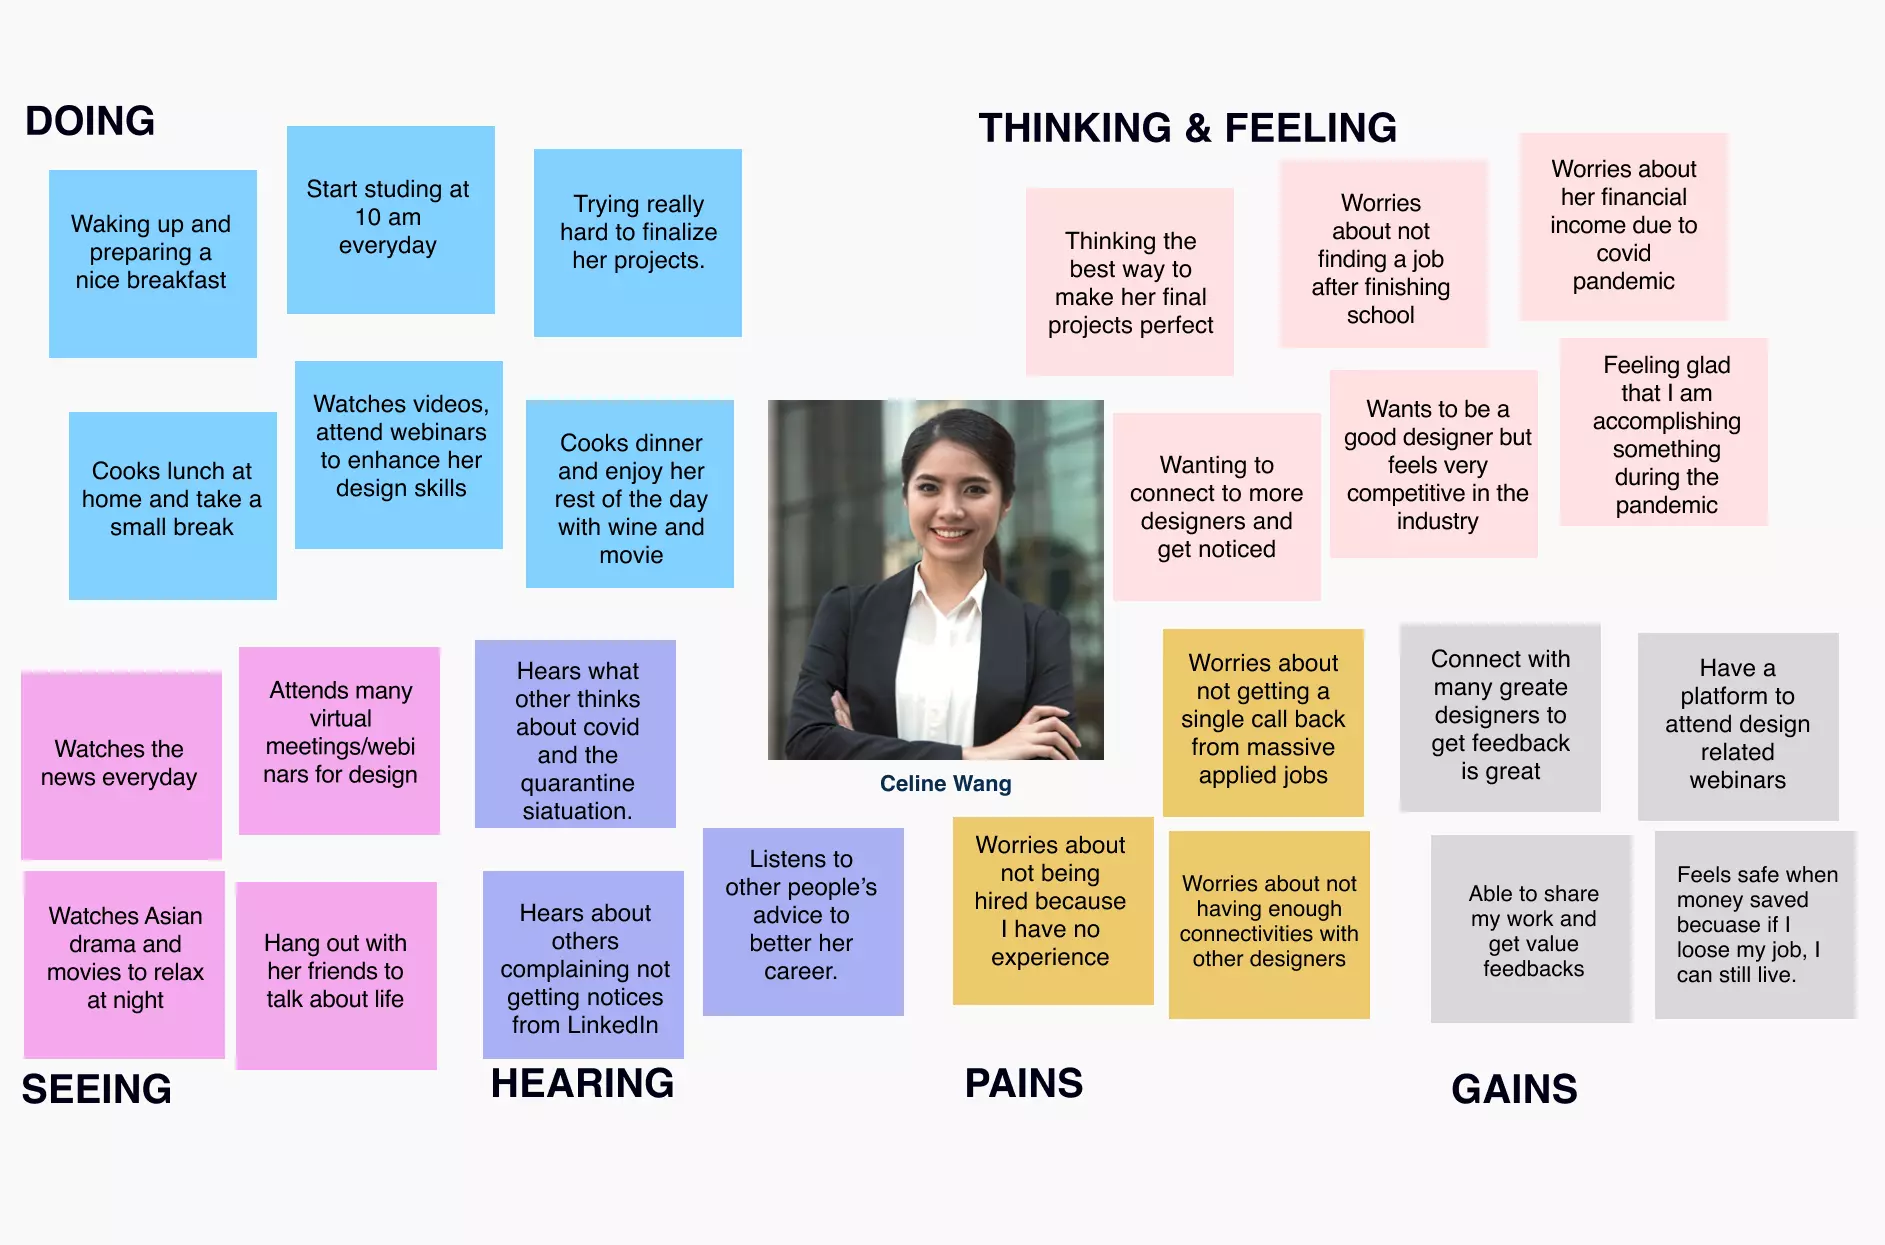 DOING
Waking up and
preparing a
nice breakfast
Start studing at
10 am
everyday
Trying really
hard to finalize
her projects.
Cooks lunch at
home and take a
small break
Watches videos,
attend webinars
to enhance her
design skills
Cooks dinner
and enjoy her
rest of the day
with wine and
movie
THINKING & FEELING
Thinking the
best way to
make her final
projects perfect
Worries
about not
finding a job
after finishing
school
Worries about
her financial
income due to
covid
pandemic
Wanting to
connect to more
designers and
get noticed
Wants to be a
good designer but
feels very
competitive in the
industry
Feeling glad
that I am
accomplishing
something
during the
pandemic
Celine Wang
Watches the
news everyday
Attends many
virtual
meetings/webi
nars for design
Watches Asian
drama and
movies to relax
at night
Hang out with
her friends to
talk about life
SEEING
Hears what
other thinks
about covid
and the
quarantine
siatuation.
Hears about
others
complaining not
getting notices
from LinkedIn
Listens to
other people’s
advice to
better her
career.
HEARING
Worries about
not getting a
single call back
from massive
applied jobs
Worries about
not being
hired because
I have no
experience
Worries about not
having enough
connectivities with
other designers
PAINS
Connect with
many greate
designers to
get feedback
is great
Have a
platform to
attend design
related
webinars
Able to share
my work and
get value
feedbacks
Feels safe when
money saved
becuase if I
loose my job, I
can still live.
GAINS